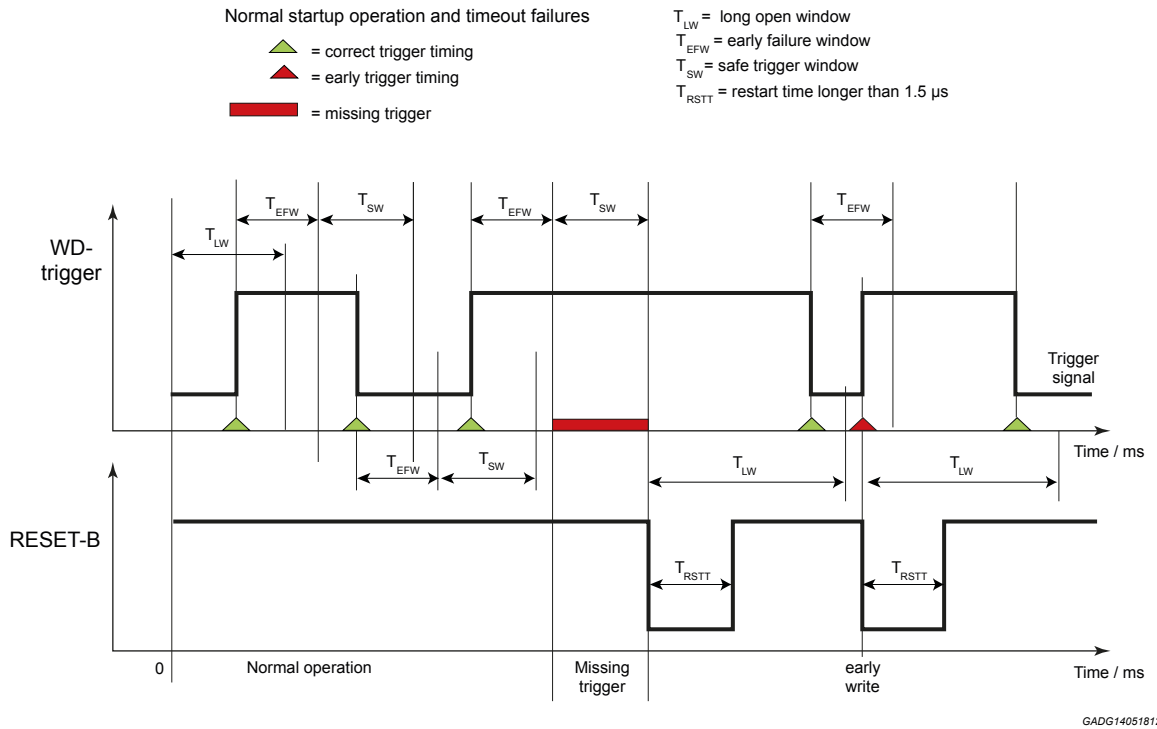 Normal startup operation and timeout failures
= correct trigger timing
= early trigger timing
= missing trigger
TLW = long open window
TEFW = early failure window
TSW = safe trigger window
TRSTT = restart time longer than 1.5 µs
TEFW
TSW
TEFW
TSW
TEFW
TLW
WD-
trigger
Trigger
signal
Time / ms
TEFW
TSW
TLW
TLW
RESET-B
TRSTT
TRSTT
0
Normal operation
Missing
trigger
early
write
Time / ms